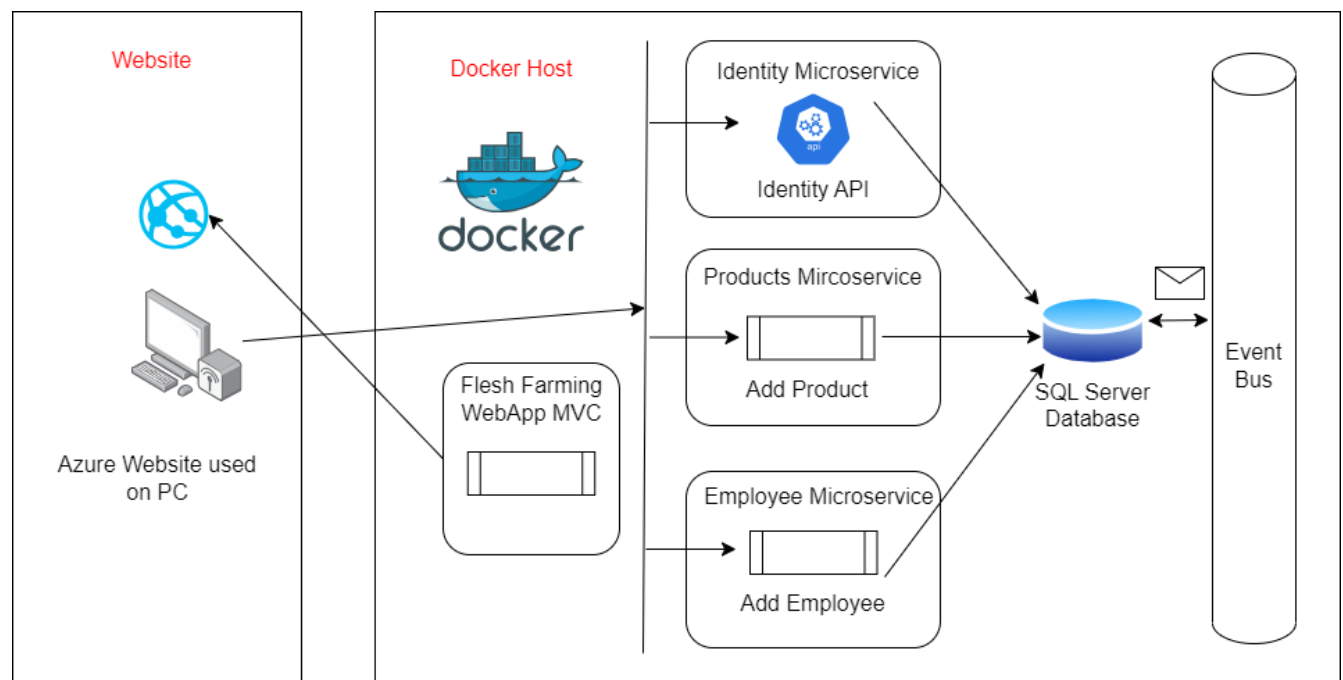 Website
Azure Website used
on PC
Docker Host
docker
Flesh Farming
WebApp MVC
Identity Microservice
api
Identity API
Products Mircoservice
Add Product
Employee Microservice
Add Employee
SQL Server
Database
Event
Bus